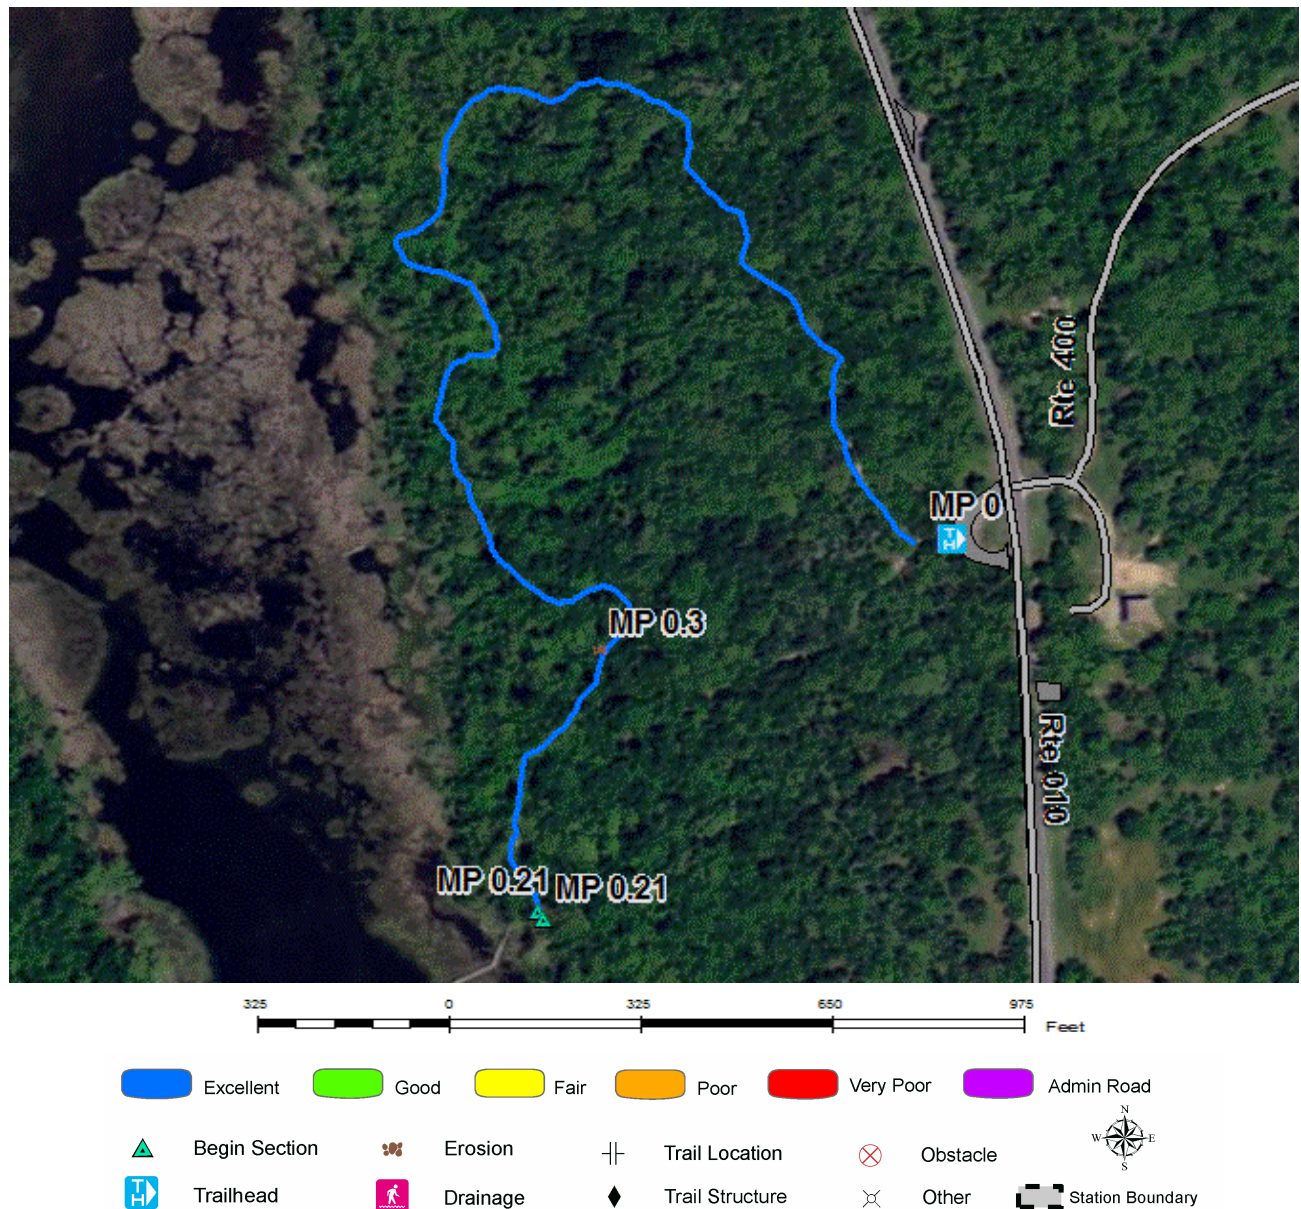 Rte 400
MP 0
TH
MP 0.3
Rte 010
MP 0.21 MP 0.21
325 0 325 650 975
Feet
Excellent Good Fair Poor Very Poor Admin Road
N
W E
S
Begin Section Erosion Trail Location Obstacle
TH Trailhead Drainage Trail Structure Other Station Boundary